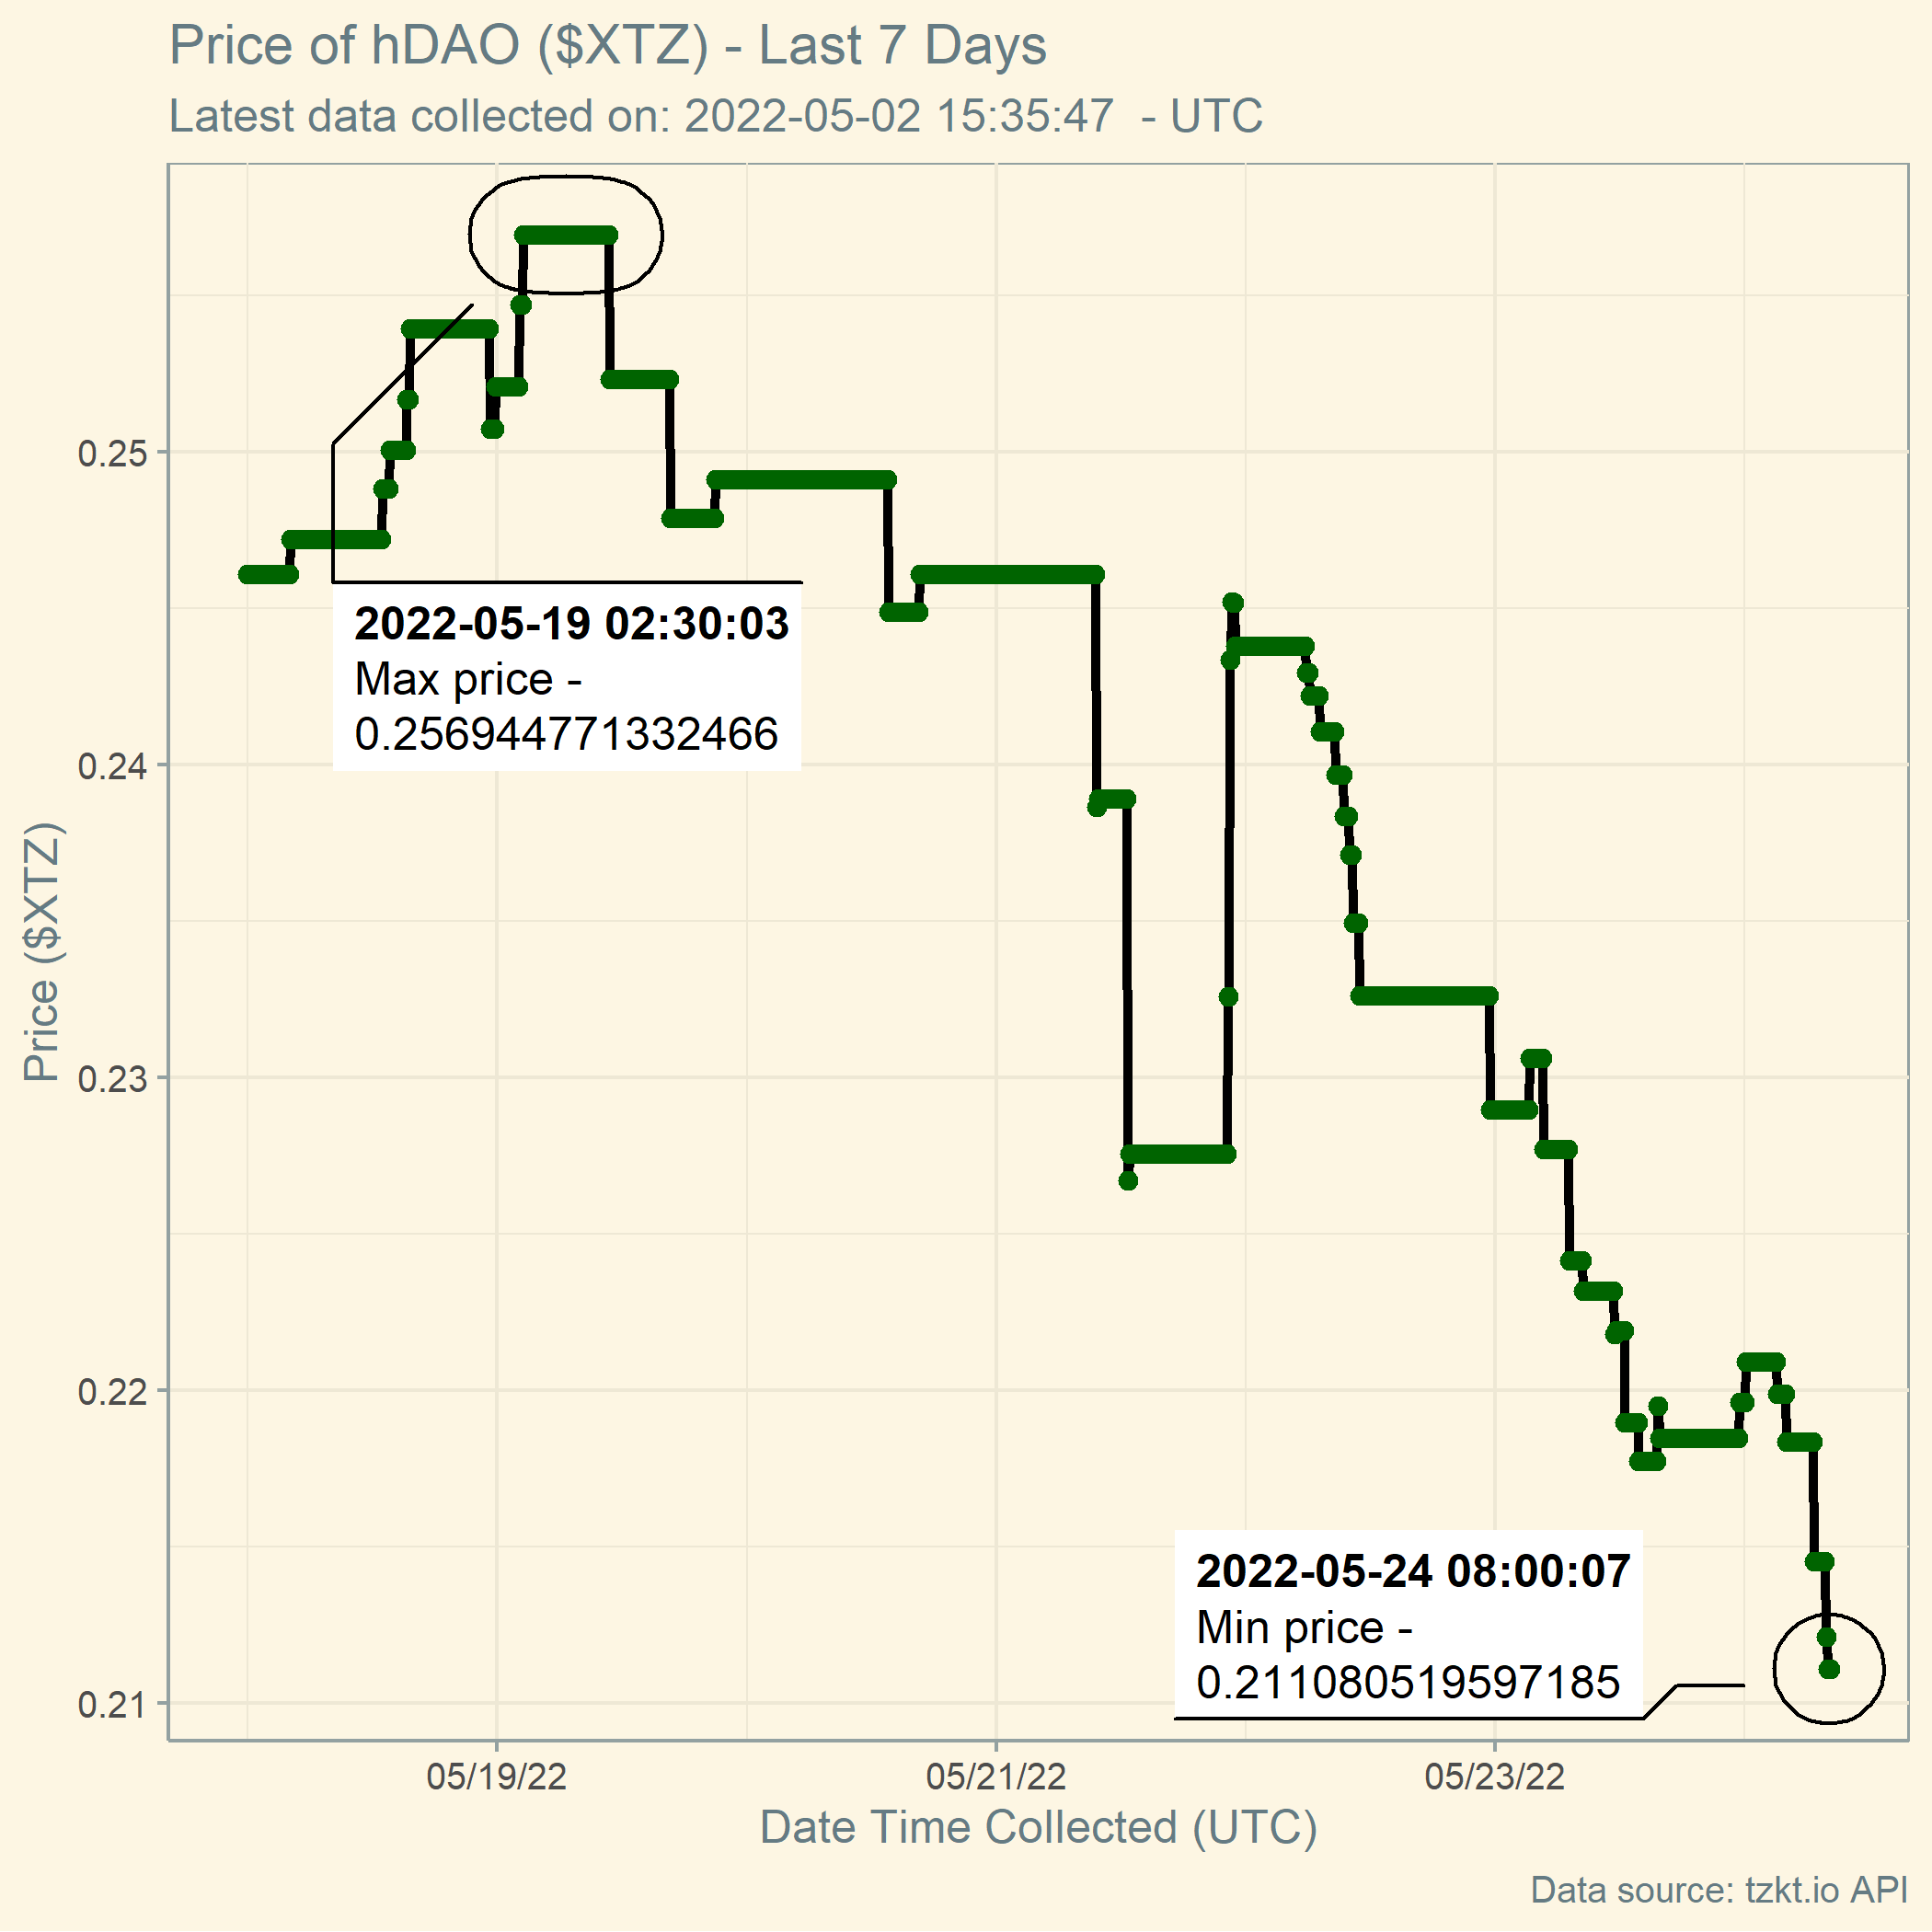 Price of hDAO ($XTZ) - Last 7 Days
Latest data collected on: 2022-05-02 15:35:47  - UTC
Price ($XTZ)
0.25
0.24
0.23
0.22
0.21
2022-05-19 02:30:03
Max price -
0.256944771332466
2022-05-24 08:00:07
Min price -
0.211080519597185
05/19/22
05/21/22
05/23/22
Date Time Collected (UTC)
Data source: tzkt.io API